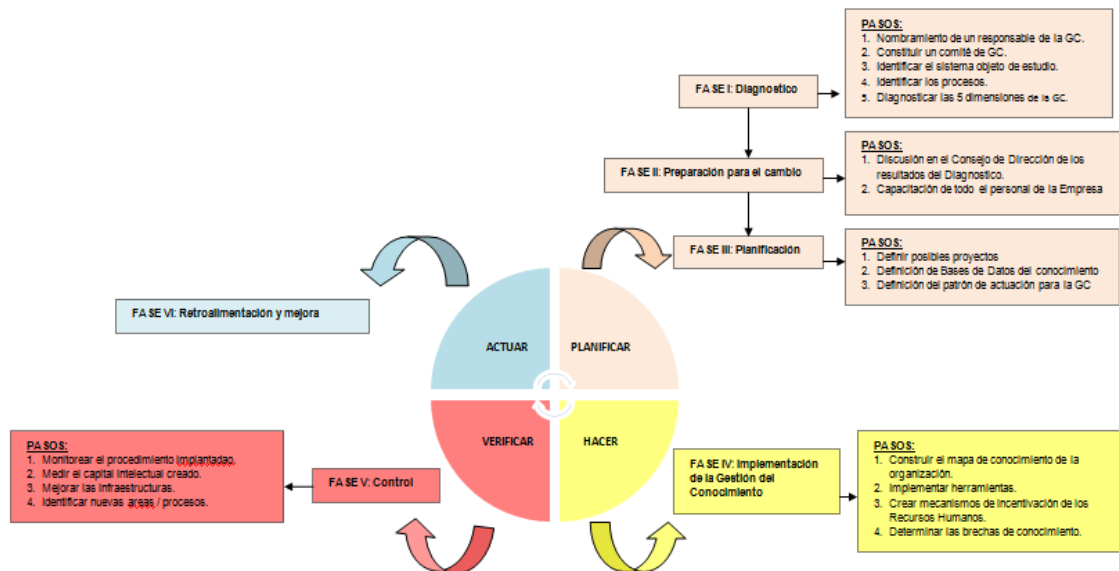 PASOS:
1. Nombramiento de un responsable de la GC.
2. Constituir un comité de GC.
3. Identificar el sistema objeto de estudio.
4. Identificar los procesos.
5. Diagnosticar las 5 dimensiones de la GC.
FASE I: Diagnostico
PASOS:
1. Discusión en el Consejo de Dirección de los
resultados del Diagnostico.
2. Capacitación de todo el personal de la Empresa
FASE II: Preparación para el cambio
FASE III: Planificación
PASOS:
1. Definir posibles proyectos
2. Definición de Bases de Datos del conocimiento
3. Definición del patrón de actuación para la GC
FASE VI: Retroalimentación y mejora
ACTUAR
PLANIFICAR
VERIFICAR
HACER
PASOS:
1. Monitorear el procedimiento implantadao.
2. Medir el capital intelectual creado.
3. Mejorar las infraestructuras.
4. Identificar nuevas areas / procesos.
FASE V: Control
FASE IV: Implementación
de la Gestión del
Conocimiento
PASOS:
1. Construir el mapa de conocimiento de la
organización.
2. Implementar herramientas.
3. Crear mecanismos de incentivación de los
Recursos Humanos.
4. Determinar las brechas de conocimiento.